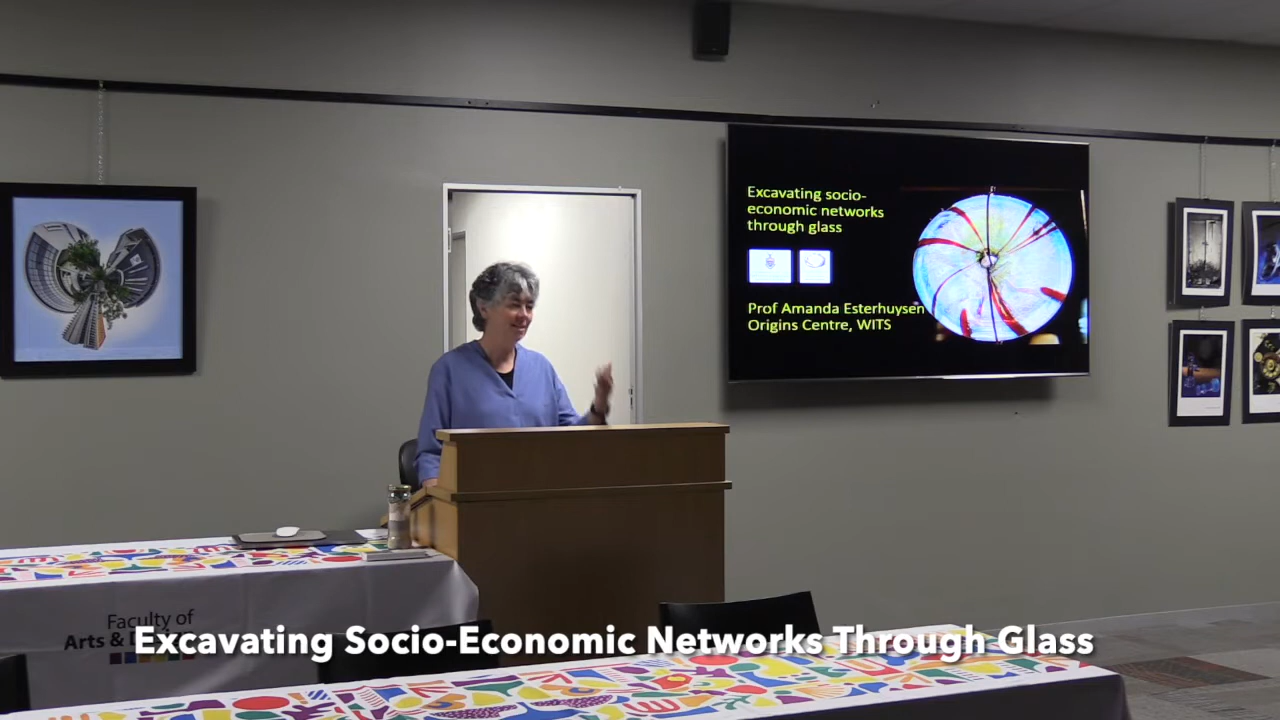 Excavating socio-
economic networks
through glass
Prof Amanda Esterhuysen
Origins Centre, WITS
Faculty of
Arts &
Excavating Socio-Economic Networks Through Glass